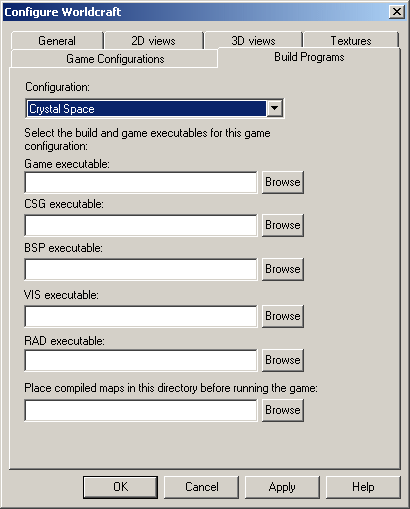 Configure Worldcraft
General 2D views 3D views Textures
Game Configurations Build Programs
Configuration:
Crystal Space
Select the build and game executables for this game
configuration:
Game executable:
Browse
CSG executable:
Browse
BSP executable:
Browse
VIS executable:
Browse
RAD executable:
Browse
Place compiled maps in this directory before running the game:
Browse
OK Cancel Apply Help